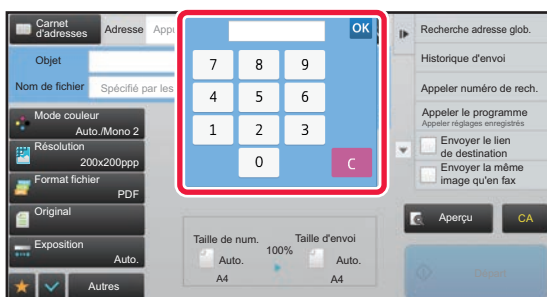 Carnet
d'adresses
Adresse
OK
Recherche adresse glob.
Objet
Historique d'envoi
Nom de fichier
Spécifié par les
7 8 9
Appeler numéro de rech.
4 5 6
Appeler le programme
Appeler réglages enregistrés
Mode couleur
Auto./Mono 2
1 2 3
Envoyer le lien
de destination
Résolution
200x200ppp
0 C
Envoyer la même
image qu'en fax
Format fichier
PDF
Original
Aperçu
CA
Exposition
Auto.
Taille de num.
100%
Taille d'envoi
Auto.
Auto.
A4
A4
Autres
Départ